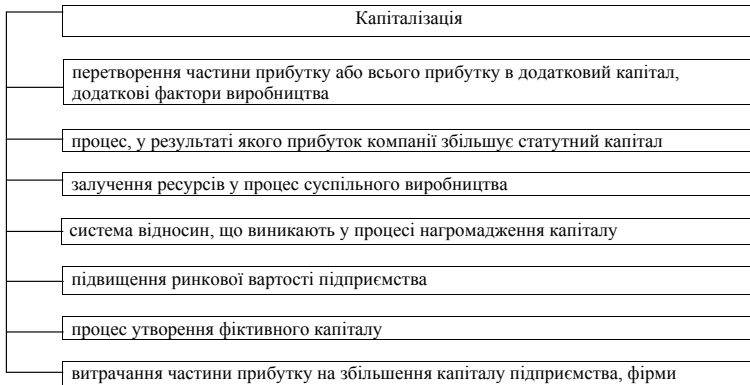 Капіталізація
перетворення частини прибутку або всього прибутку в додатковий капітал,
додаткові фактори виробництва
процес, у результаті якого прибуток компанії збільшує статутний капітал
залучення ресурсів у процес суспільного виробництва
система відносин, що виникають у процесі нагромадження капіталу
підвищення ринкової вартості підприємства
процес утворення фіктивного капіталу
витрачання частини прибутку на збільшення капіталу підприємства, фірми